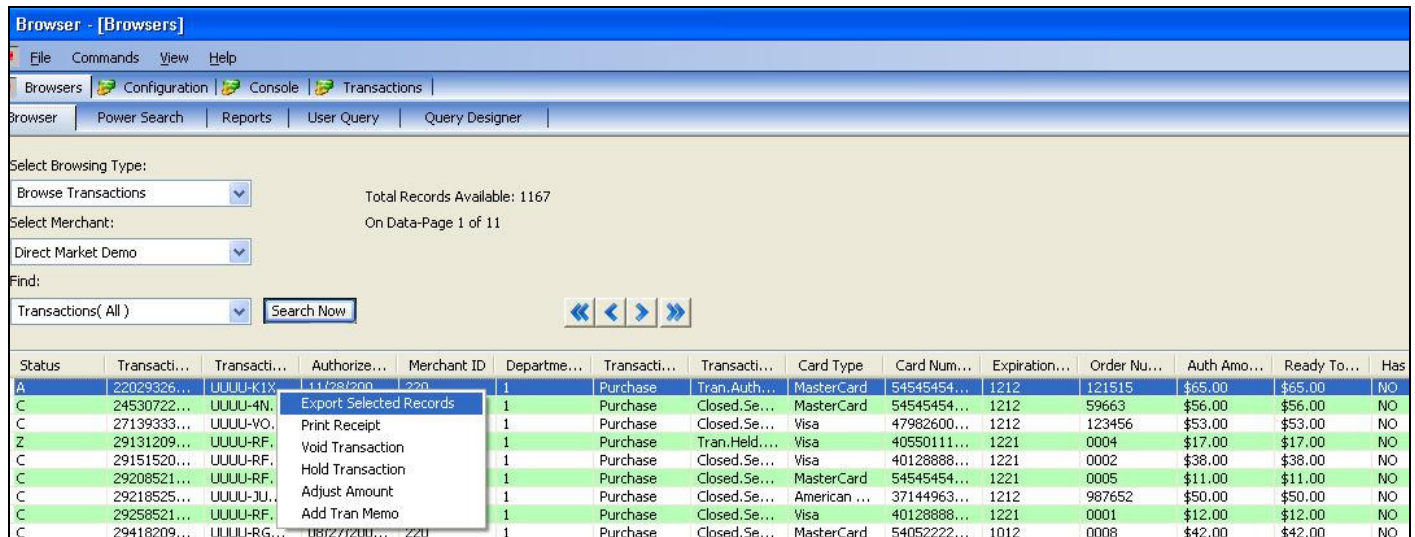 Browser - [Browsers]
File Commands View Help
Browsers Configuration Console Transactions
Browser Power Search Reports User Query Query Designer
Select Browsing Type:
Browse Transactions
Total Records Available: 1167
Select Merchant:
On Data-Page 1 of 11
Direct Market Demo
Find:
Transactions( All ) Search Now
Status Transacti... Transacti... Authorize... Merchant ID Departme... Transacti... Transacti... Card Type Card Num... Expiration... Order Nu... Auth Amo... Ready To... Has
A 22029326... UUUU-K1X... 11/28/200... 220 1 Purchase Tran.Auth... MasterCard 54545454... 1212 121515 $65.00 $65.00 NO
C 24530722... UUUU-4N. Export Selected Records 1 Purchase Closed.Se... MasterCard 54545454... 1212 59663 $56.00 $56.00 NO
C 27139333... UUUU-VO. Print Receipt 1 Purchase Closed.Se... Visa 47982600... 1212 123456 $53.00 $53.00 NO
Z 29131209... UUUU-RF. Void Transaction 1 Purchase Tran.Held.... Visa 40550111... 1221 0004 $17.00 $17.00 NO
C 29151520... UUUU-RF. Hold Transaction 1 Purchase Closed.Se... Visa 40128888... 1221 0002 $38.00 $38.00 NO
C 29208521... UUUU-RF. 1 Purchase Closed.Se... MasterCard 54545454... 1221 0005 $11.00 $11.00 NO
C 29218525... UUUU-JU.. Adjust Amount 1 Purchase Closed.Se... American ... 37144963... 1212 987652 $50.00 $50.00 NO
C 29258521... UUUU-RF. Add Tran Memo 1 Purchase Closed.Se... Visa 40128888... 1221 0001 $12.00 $12.00 NO
C 29418209... UUUU-RG... 08/27/200... 220 1 Purchase Closed.Se... MasterCard 54052222... 1012 0008 $42.00 $42.00 NO